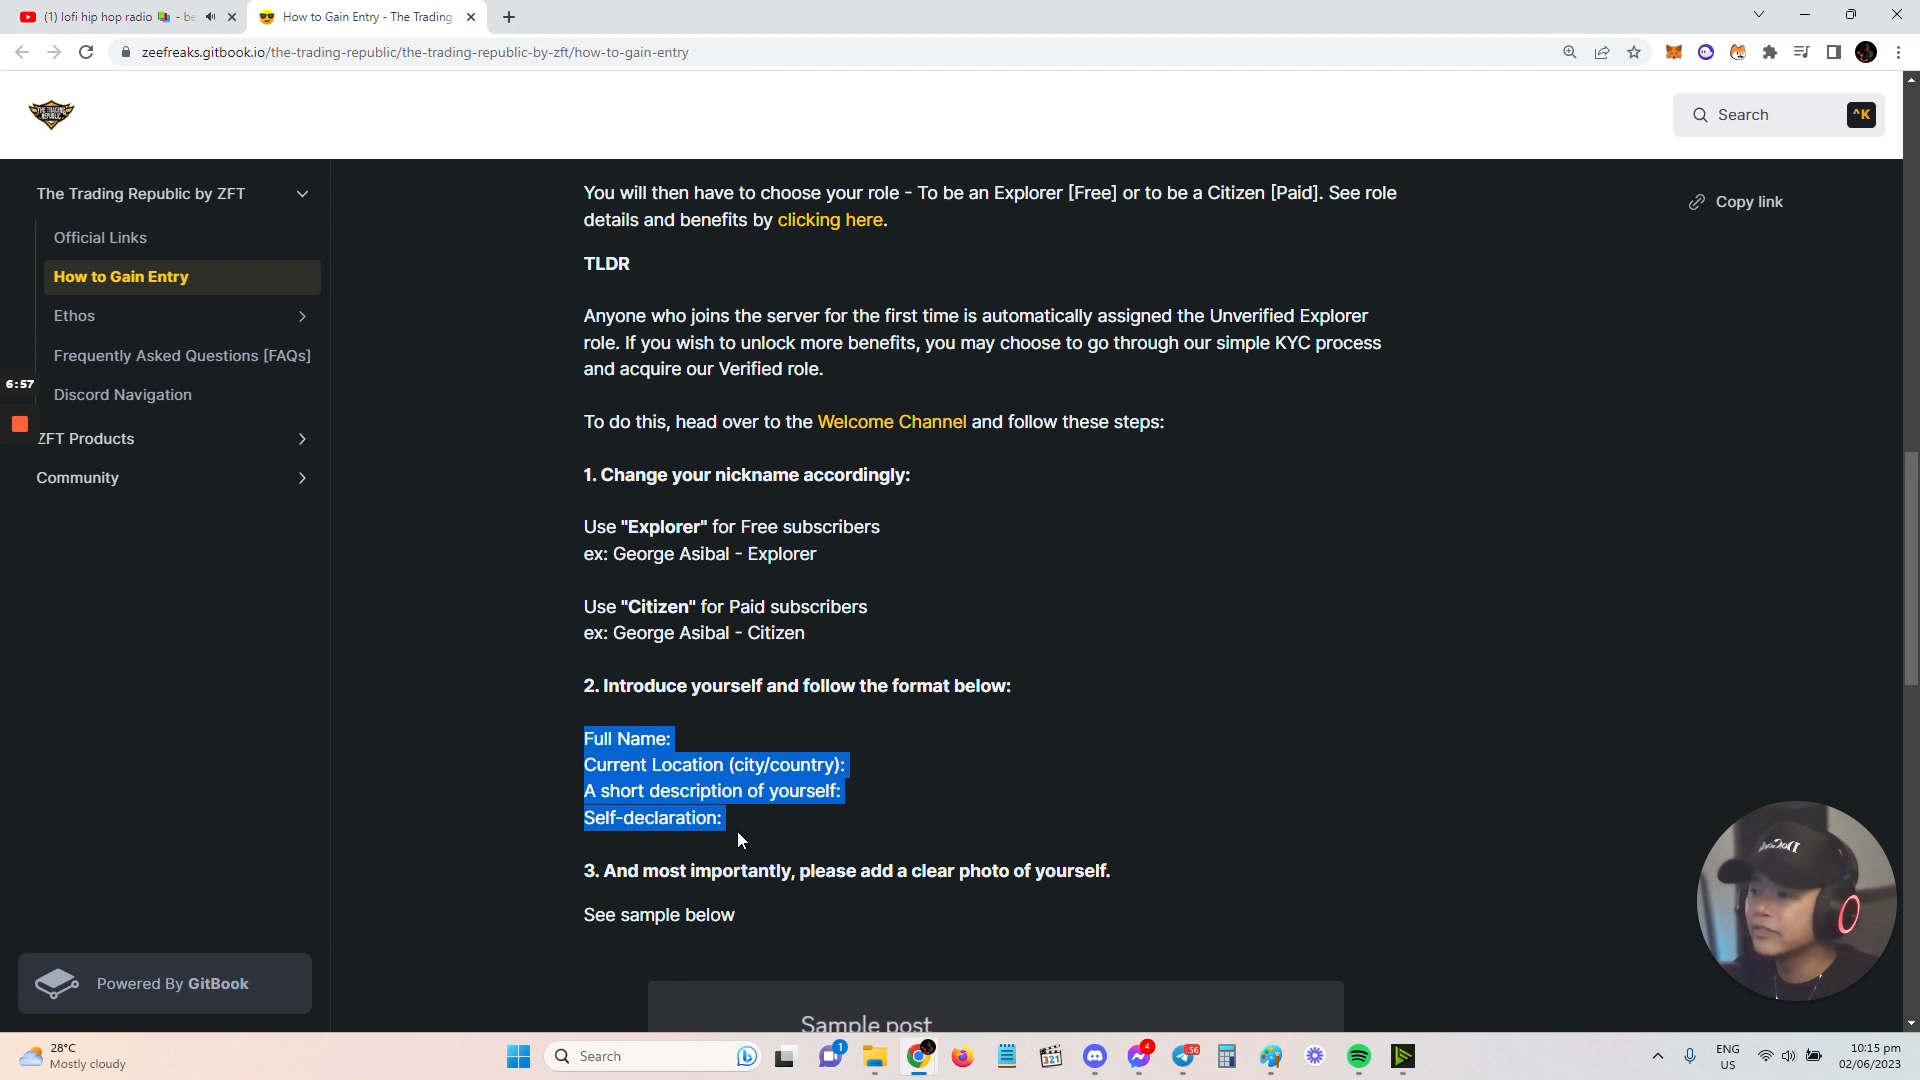 (1) lofi hip hop radio 📚 - be
How to Gain Entry - The Trading
zeefreaks.gitbook.io/the-trading-republic/the-trading-republic-by-zft/how-to-gain-entry
THE TRADING
REPUBLIC
Search
^K
The Trading Republic by ZFT
Official Links
How to Gain Entry
Ethos
Frequently Asked Questions [FAQs]
6:57
Discord Navigation
ZFT Products
Community
Powered By GitBook
You will then have to choose your role - To be an Explorer [Free] or to be a Citizen [Paid]. See role
details and benefits by clicking here.
Copy link
TLDR
Anyone who joins the server for the first time is automatically assigned the Unverified Explorer
role. If you wish to unlock more benefits, you may choose to go through our simple KYC process
and acquire our Verified role.
To do this, head over to the Welcome Channel and follow these steps:
1. Change your nickname accordingly:
Use "Explorer" for Free subscribers
ex: George Asibal - Explorer
Use "Citizen" for Paid subscribers
ex: George Asibal - Citizen
2. Introduce yourself and follow the format below:
Full Name:
Current Location (city/country):
A short description of yourself:
Self-declaration:
3. And most importantly, please add a clear photo of yourself.
See sample below
Sample post
28°C
Mostly cloudy
Search
1
321
4
56
ENG
US
10:15 pm
02/06/2023